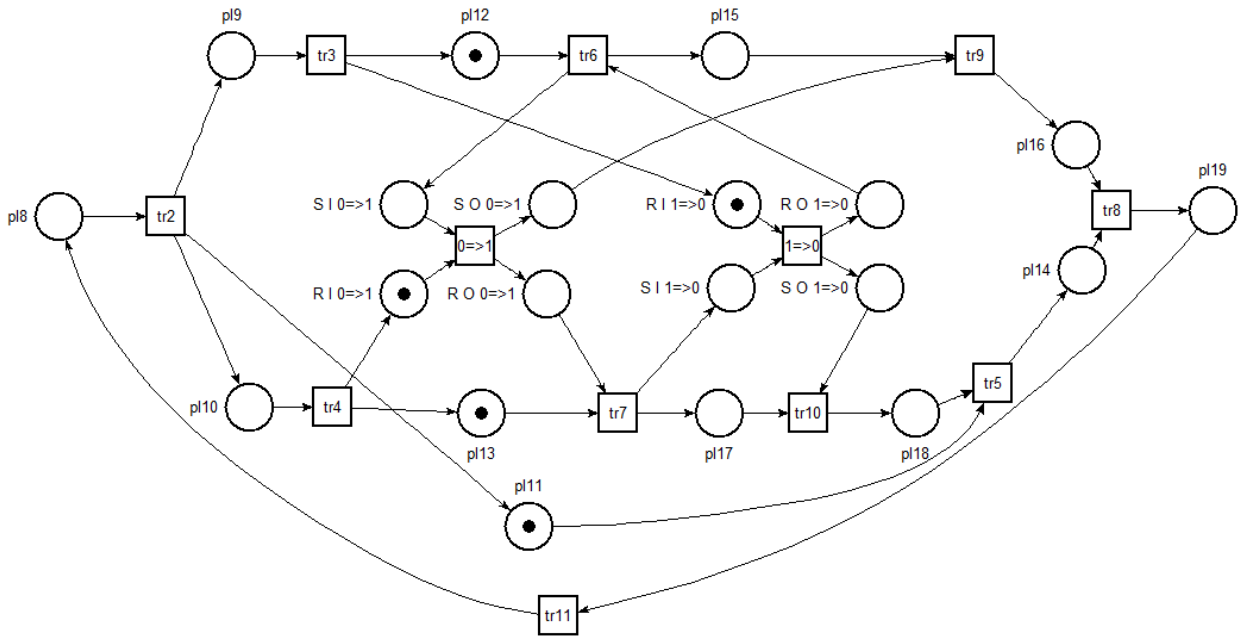 pl9
pl12
pl15
tr3
tr6
tr9
pl16
pl19
pl8
tr2
S I 0=>1
S O 0=>1
R I 1=>0
R O 1=>0
tr8
0=>1
1=>0
pl14
R I 0=>1
R O 0=>1
S I 1=>0
S O 1=>0
tr5
pl10
tr4
tr7
tr10
pl13
pl17
pl18
pl11
tr11